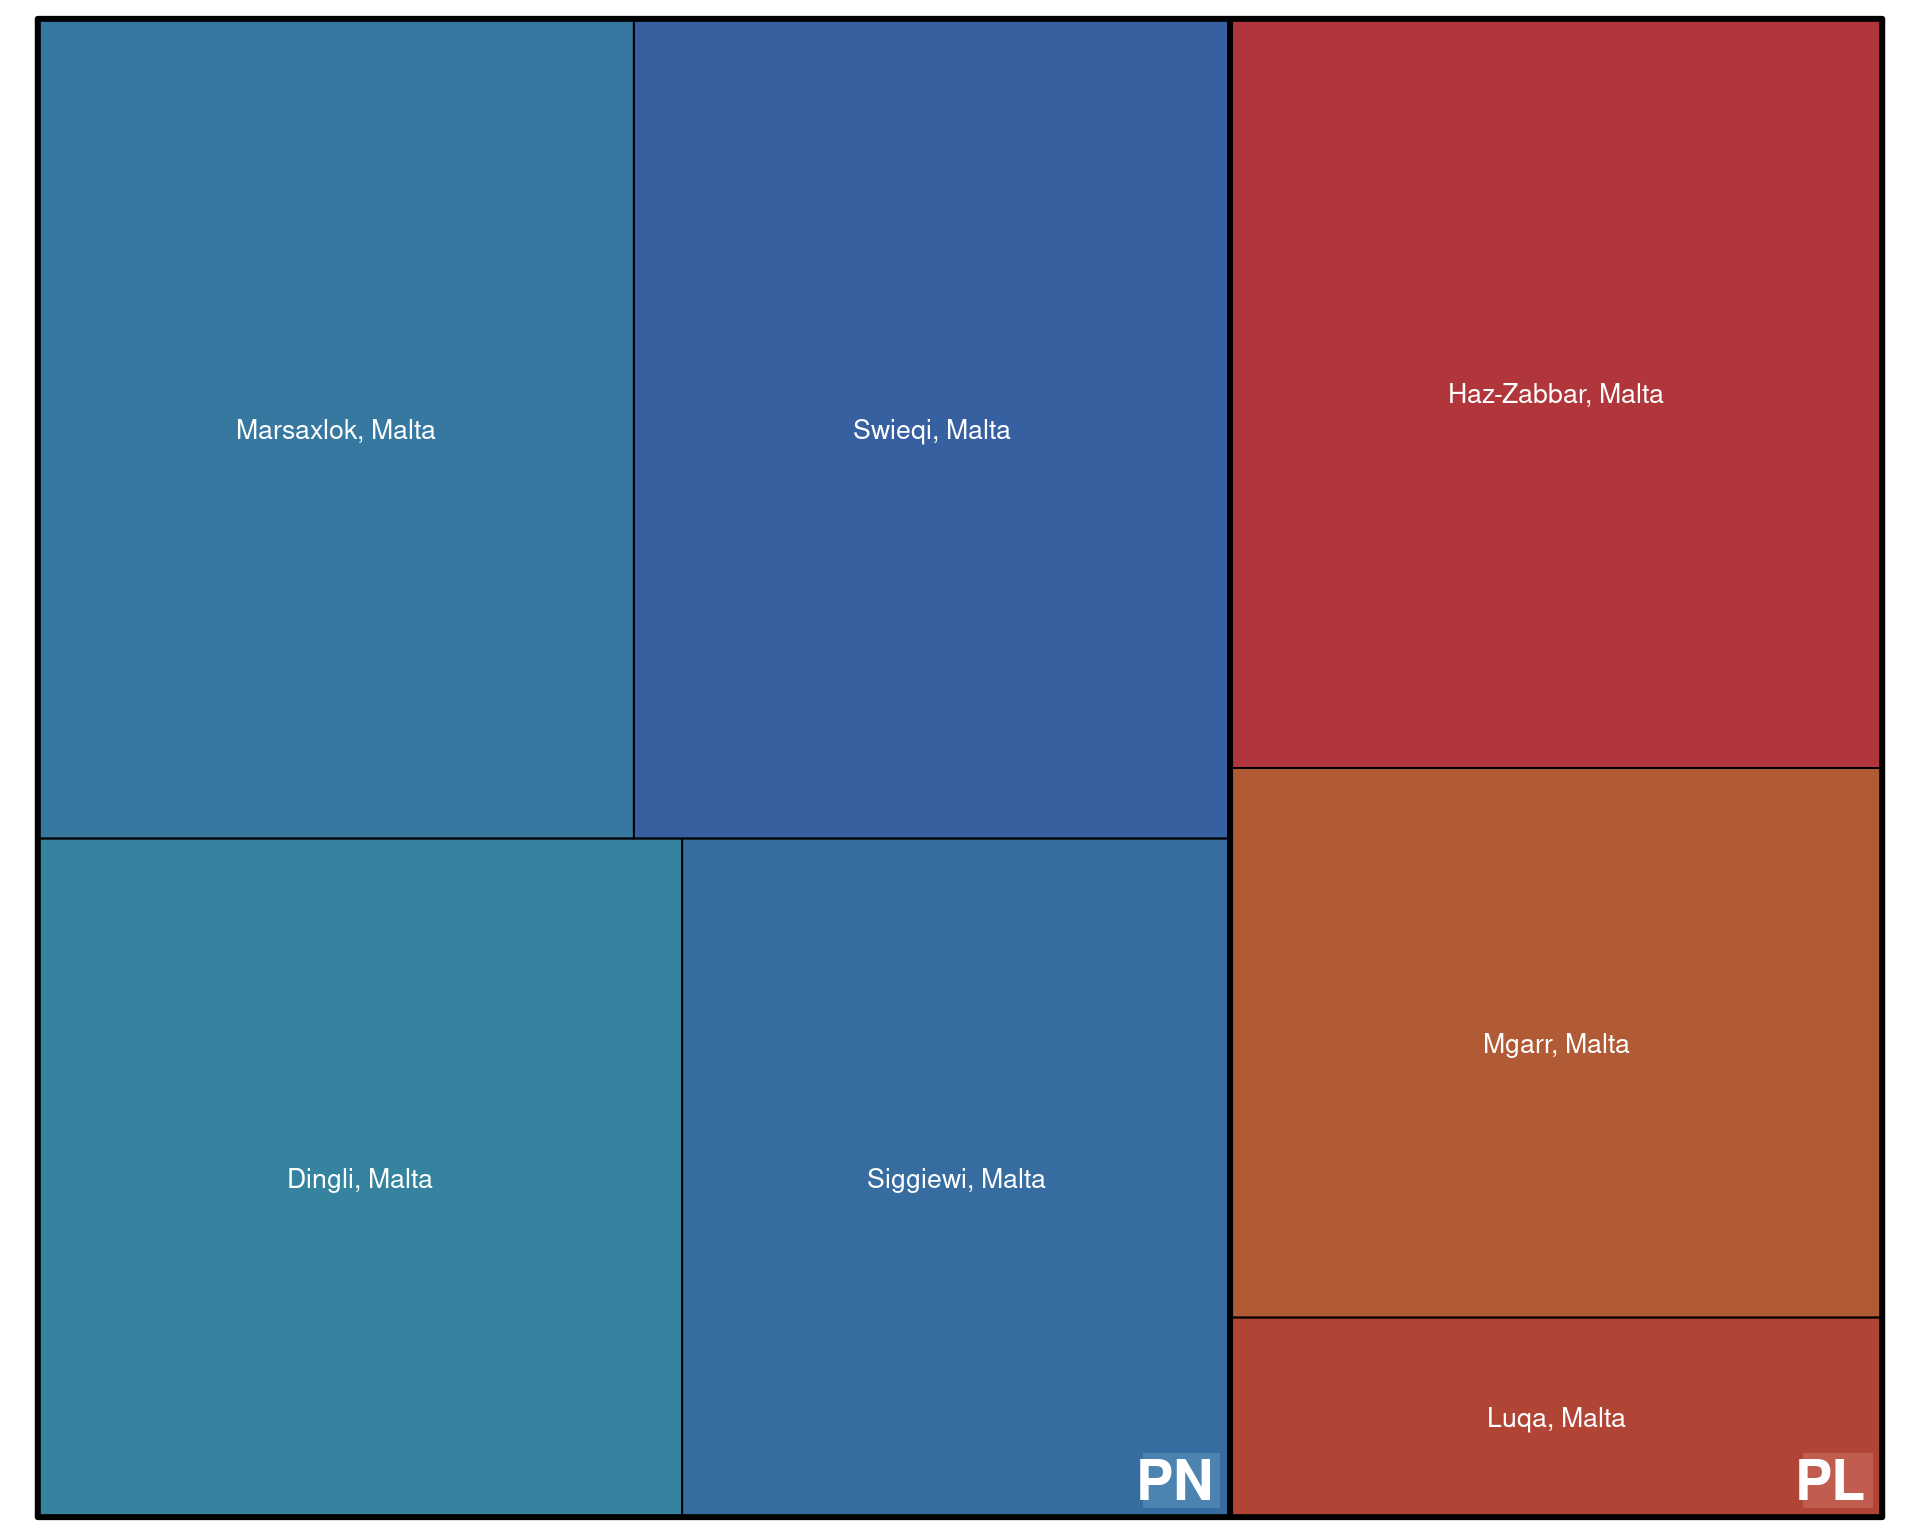 Marsaxlok, Malta
Swieqi, Malta
Haz-Zabbar, Malta
Mgarr, Malta
Dingli, Malta
Siggiewi, Malta
Luqa, Malta
PN
PL